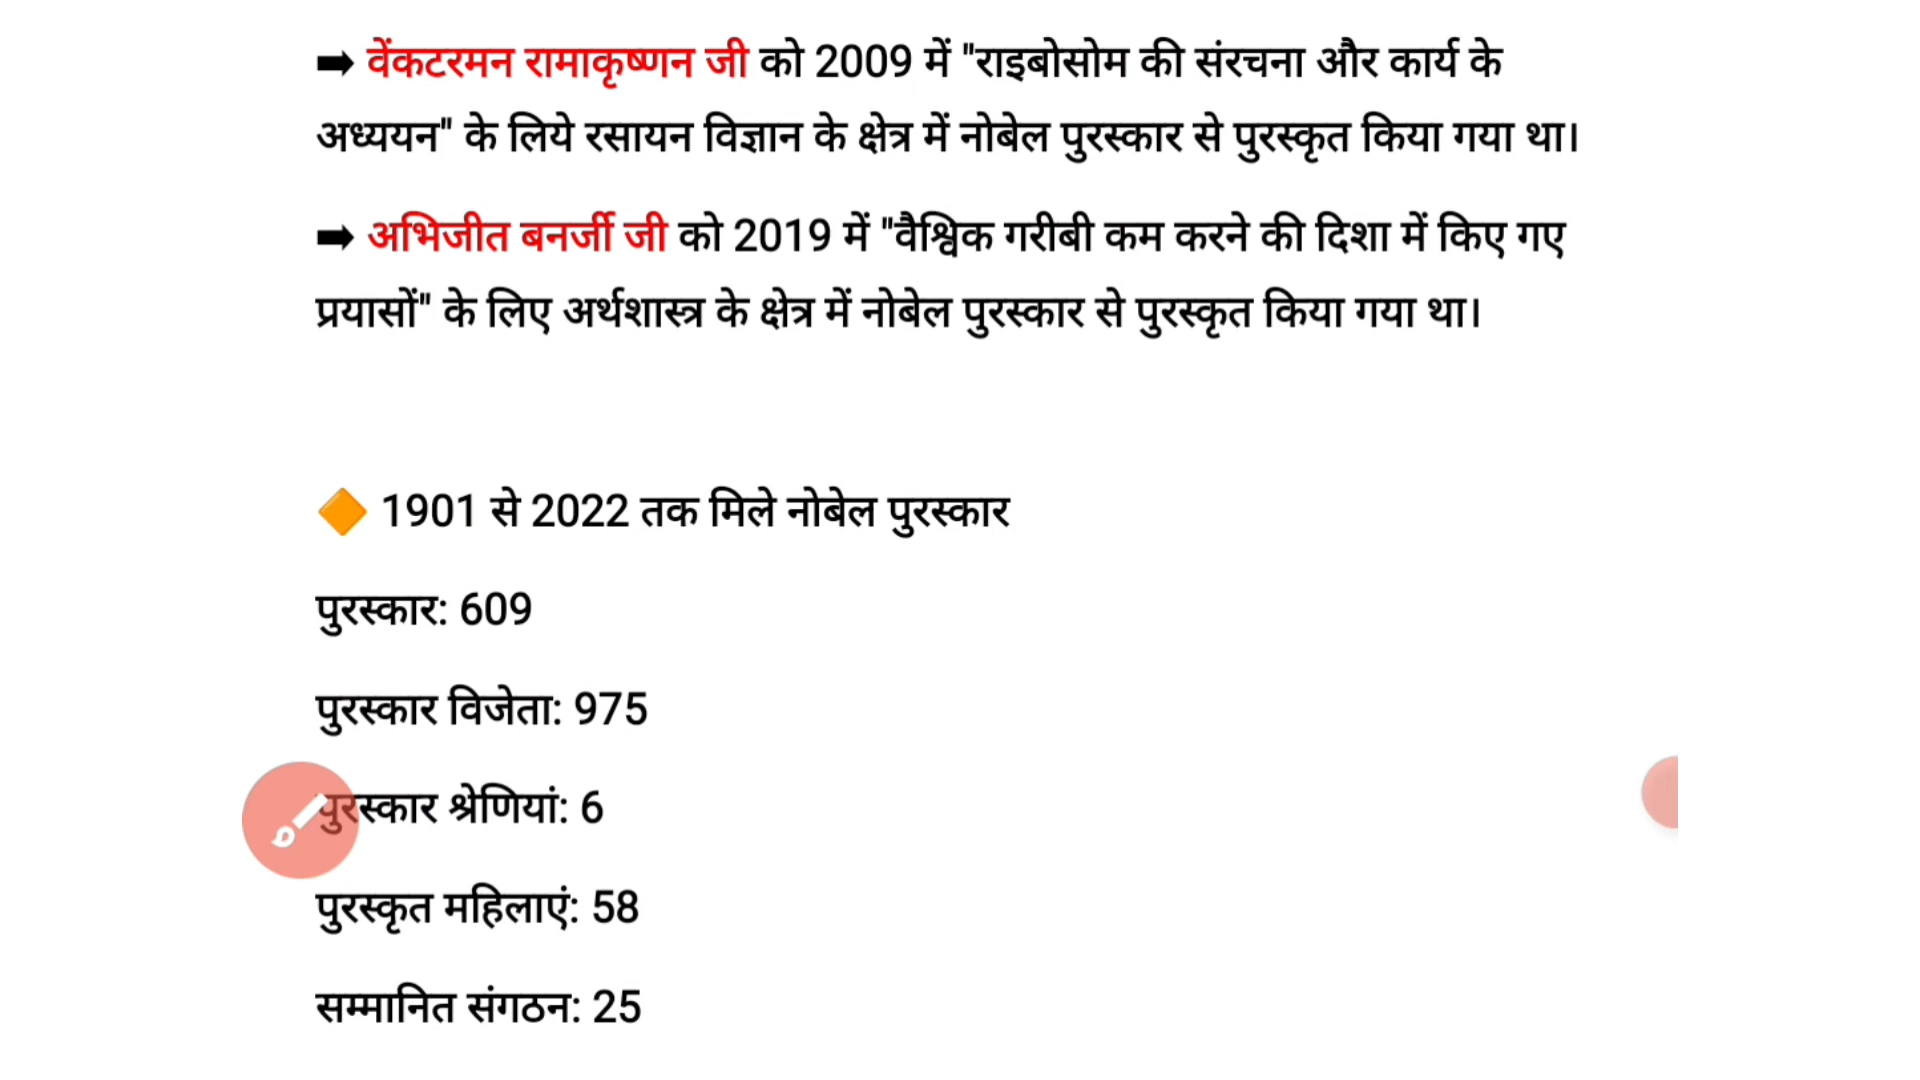 ➡ वेंकटरमन रामाकृष्णन जी को 2009 में "राइबोसोम की संरचना और कार्य के
अध्ययन" के लिये रसायन विज्ञान के क्षेत्र में नोबेल पुरस्कार से पुरस्कृत किया गया था।
➡ अभिजीत बनर्जी जी को 2019 में "वैश्विक गरीबी कम करने की दिशा में किए गए
प्रयासों" के लिए अर्थशास्त्र के क्षेत्र में नोबेल पुरस्कार से पुरस्कृत किया गया था।
🔶 1901 से 2022 तक मिले नोबेल पुरस्कार
पुरस्कार: 609
पुरस्कार विजेता: 975
पुरस्कार श्रेणियां: 6
पुरस्कृत महिलाएं: 58
सम्मानित संगठन: 25